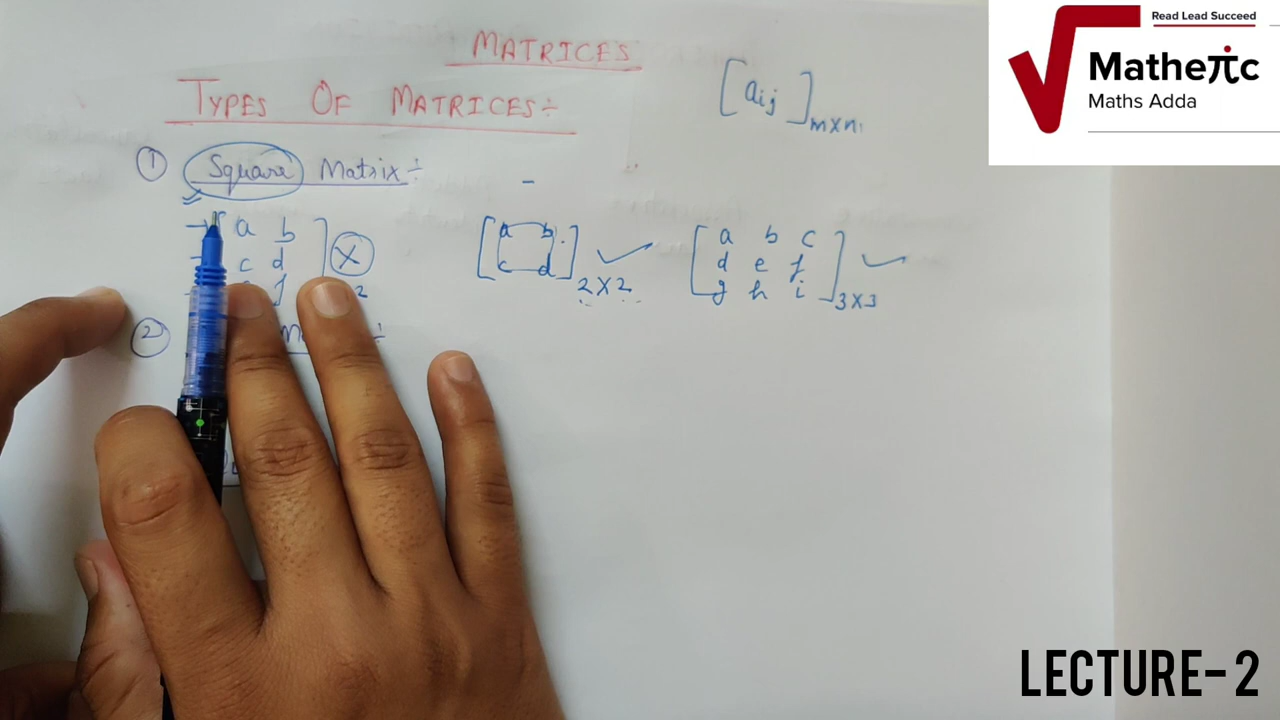 MATRICES
TYPES OF MATRICES÷
[aij]m×n
Read Lead Succeed
Matheπc
Maths Adda
① Square Matrix÷
a b
c d
X
2
[a b
c d]2×2
[a b c
d e f
g h i]3×3
②
LECTURE-2